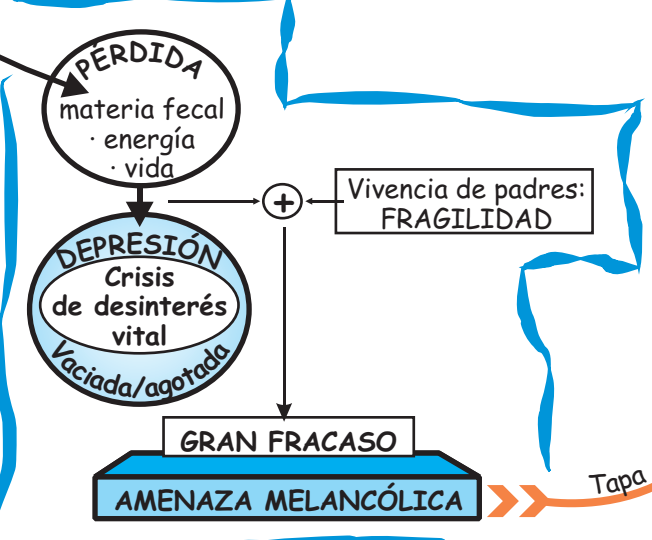 PÉRDIDA
materia fecal
· energía
· vida
+
Vivencia de padres:
FRAGILIDAD
DEPRESIÓN
Crisis
de desinterés
vital
Vaciada/agotada
GRAN FRACASO
AMENAZA MELANCÓLICA
Tapa